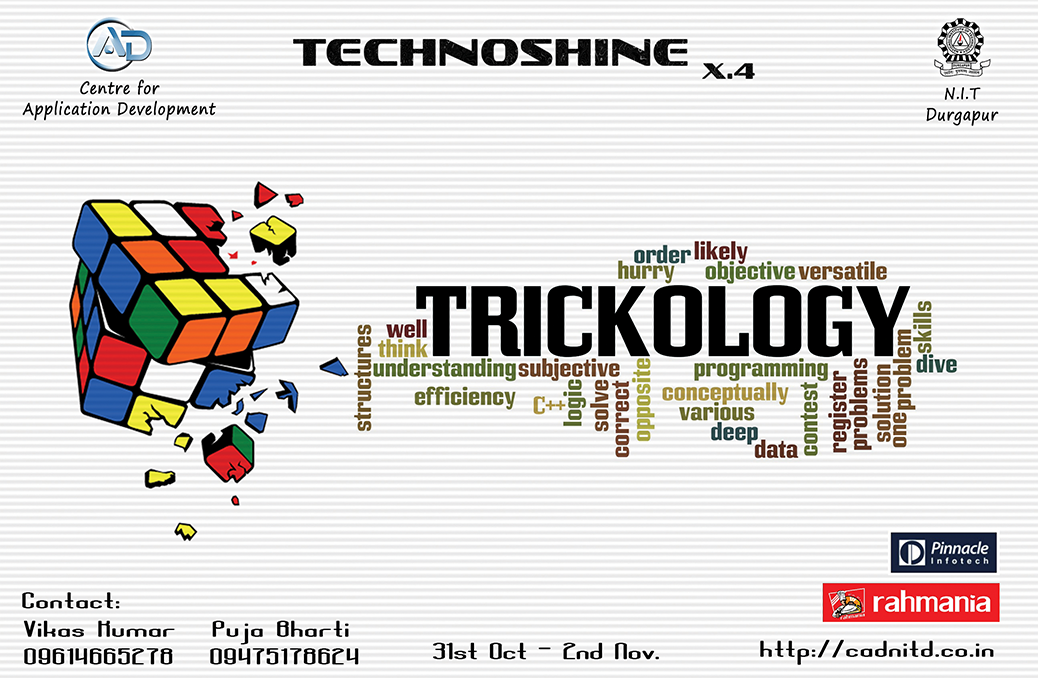 AD
Centre for
Application Development
TECHNOSHINE X.4
N.I.T
Durgapur
order likely
hurry objective versatile
TRICKOLOGY
well
think
structures
understanding subjective programming
efficiency
C++
logic
solve
correct
opposite
conceptually
various
deep
data
contest
register
problems
solution
one problem
skills
dive
Pinnacle
Infotech
rahmania
Contact:
Vikas Kumar Puja Bharti
09614665278 09475178624
31st Oct - 2nd Nov.
http://cadnitd.co.in